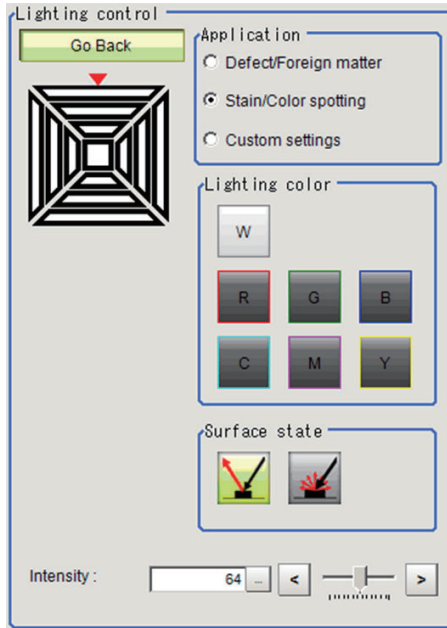 Lighting control
Go Back
Application
Defect/Foreign matter
Stain/Color spotting
Custom settings
Lighting color
W
R G B
C M Y
Surface state
Intensity : 64 ... < >